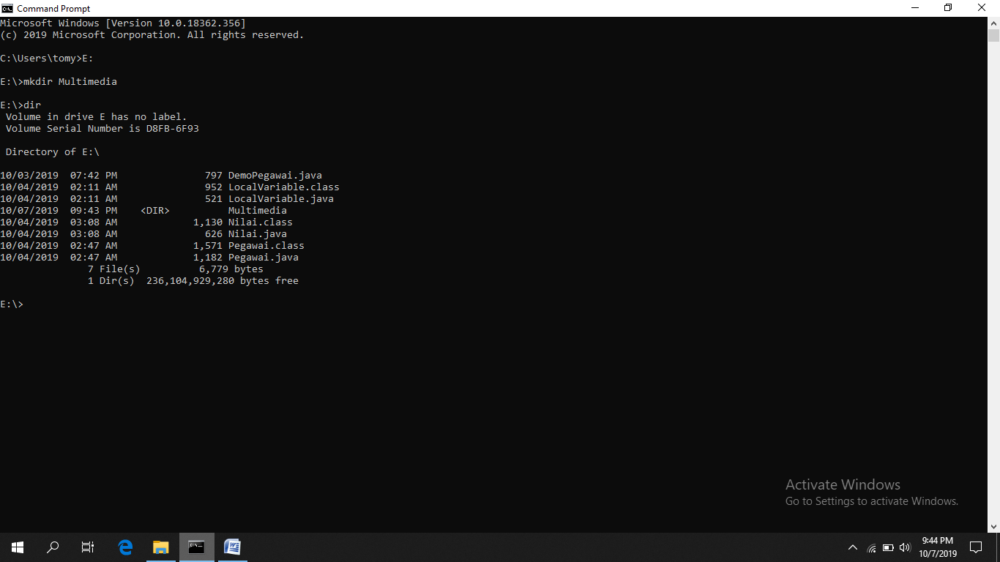 Command Prompt
Microsoft Windows [Version 10.0.18362.356]
(c) 2019 Microsoft Corporation. All rights reserved.
C:\Users\tomy>E:
E:\>mkdir Multimedia
E:\>dir
 Volume in drive E has no label.
 Volume Serial Number is D8FB-6F93
 Directory of E:\
10/03/2019  07:42 PM               797 DemoPegawai.java
10/04/2019  02:11 AM               952 LocalVariable.class
10/04/2019  02:11 AM               521 LocalVariable.java
10/07/2019  09:43 PM    <DIR>          Multimedia
10/04/2019  03:08 AM             1,130 Nilai.class
10/04/2019  03:08 AM               626 Nilai.java
10/04/2019  02:47 AM             1,571 Pegawai.class
10/04/2019  02:47 AM             1,182 Pegawai.java
               7 File(s)          6,779 bytes
               1 Dir(s)  236,104,929,280 bytes free
E:\>
Activate Windows
Go to Settings to activate Windows.
9:44 PM
10/7/2019